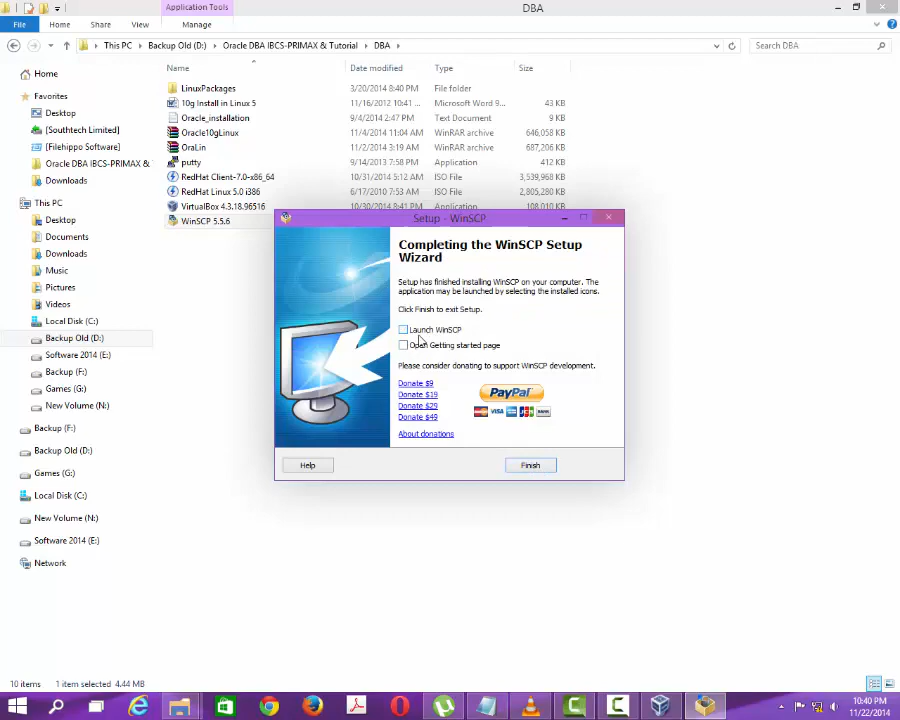 Application Tools
DBA
File
Home
Share
View
Manage
This PC
Backup Old (D:)
Oracle DBA IBCS-PRIMAX & Tutorial
DBA
Search DBA
Name
Date modified
Type
Size
LinuxPackages
3/20/2014 8:40 PM
File folder
10g Install in Linux 5
11/16/2012 10:41 ...
Microsoft Word 9...
43 KB
Oracle_installation
9/4/2014 2:47 PM
Text Document
9 KB
Oracle10gLinux
11/4/2014 11:04 AM
WinRAR archive
646,058 KB
OraLin
11/2/2014 3:19 AM
WinRAR archive
687,206 KB
putty
9/14/2013 7:58 PM
Application
412 KB
RedHat Client-7.0-x86_64
10/31/2014 5:12 AM
ISO File
3,539,968 KB
RedHat Linux 5.0 i386
6/17/2010 7:53 AM
ISO File
2,805,280 KB
VirtualBox 4.3.18.96516
10/30/2014 8:41 PM
Application
108,010 KB
WinSCP 5.5.6
Home
Favorites
Desktop
[Southtech Limited]
[Filehippo Software]
Oracle DBA IBCS-PRIMAX &
Downloads
This PC
Desktop
Documents
Downloads
Music
Pictures
Videos
Local Disk (C:)
Backup Old (D:)
Software 2014 (E:)
Backup (F:)
Games (G:)
New Volume (N:)
Backup (F:)
Backup Old (D:)
Games (G:)
Local Disk (C:)
New Volume (N:)
Software 2014 (E:)
Network
Setup - WinSCP
Completing the WinSCP Setup
Wizard
Setup has finished installing WinSCP on your computer. The
application may be launched by selecting the installed icons.
Click Finish to exit Setup.
Launch WinSCP
Open Getting started page
Please consider donating to support WinSCP development.
Donate $9
Donate $19
Donate $29
Donate $49
PayPal
VISA
About donations
Help
Finish
10 items
1 item selected 4.44 MB
10:40 PM
11/22/2014